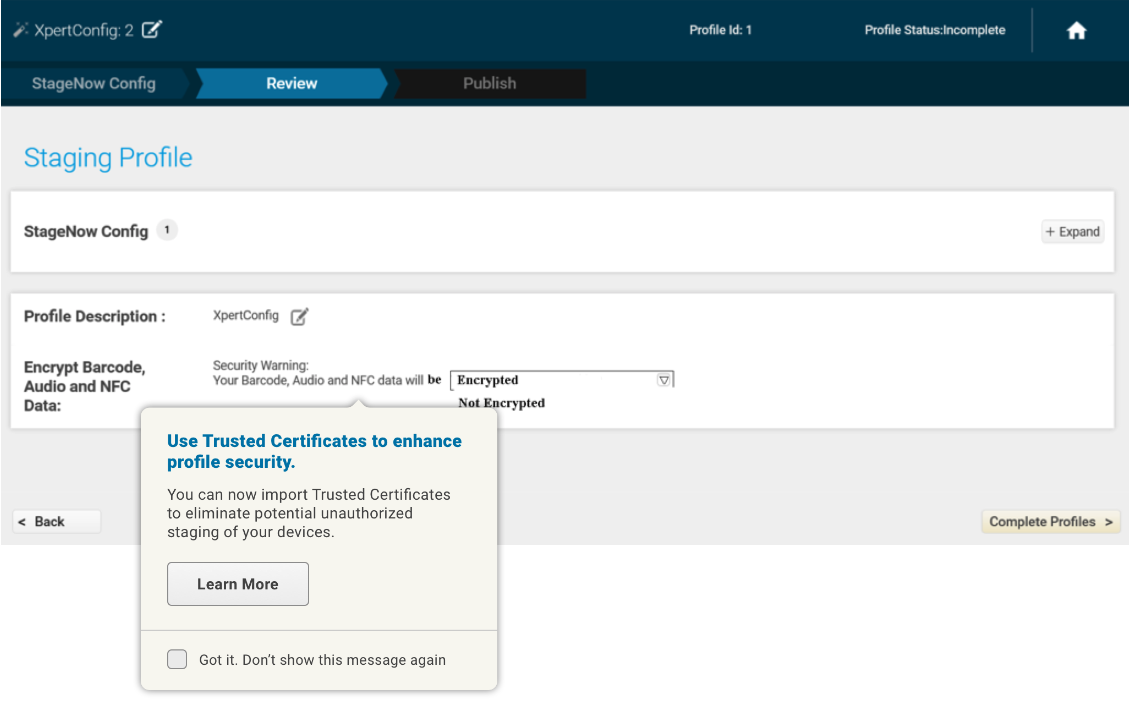 XpertConfig: 2
Profile Id: 1
Profile Status:Incomplete
StageNow Config
Review
Publish
Staging Profile
StageNow Config 1
+ Expand
Profile Description :
XpertConfig
Encrypt Barcode,
Audio and NFC
Data:
Security Warning:
Your Barcode, Audio and NFC data will be
Encrypted
Not Encrypted
Use Trusted Certificates to enhance
profile security.
You can now import Trusted Certificates
to eliminate potential unauthorized
staging of your devices.
Learn More
Got it. Don’t show this message again
< Back
Complete Profiles >